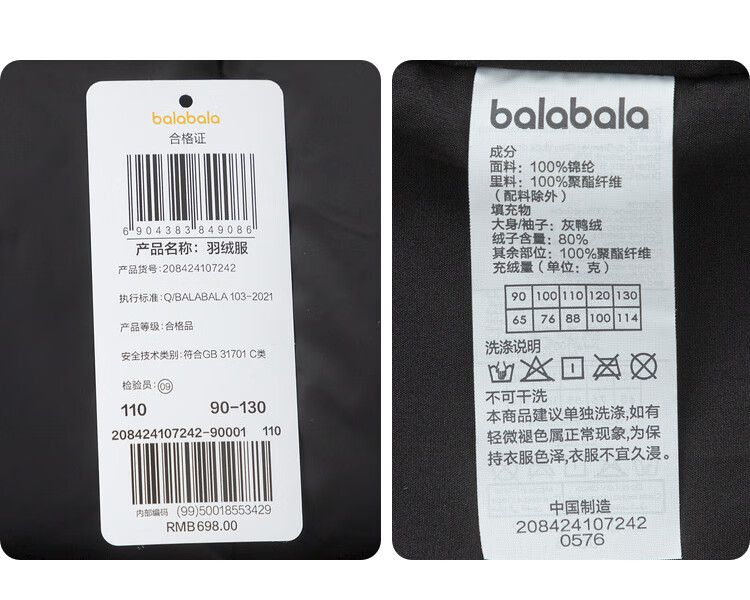 balabala
合格证
6904383849086
产品名称：羽绒服
产品货号：208424107242
执行标准：Q/BALABALA 103-2021
产品等级：合格品
安全技术类别：符合GB 31701 C类
检验员：09
110 90-130
208424107242-90001 110
内部编码 (99)50018553429
RMB698.00
balabala
成分
面料：100%锦纶
里料：100%聚酯纤维
（配料除外）
填充物
大身/袖子：灰鸭绒
绒子含量：80%
其余部位：100%聚酯纤维
充绒量（单位：克）
90 100 110 120 130
65 76 88 100 114
洗涤说明
不可干洗
本商品建议单独洗涤,如有
轻微褪色属正常现象,为保
持衣服色泽,衣服不宜久浸。
中国制造
208424107242
0576